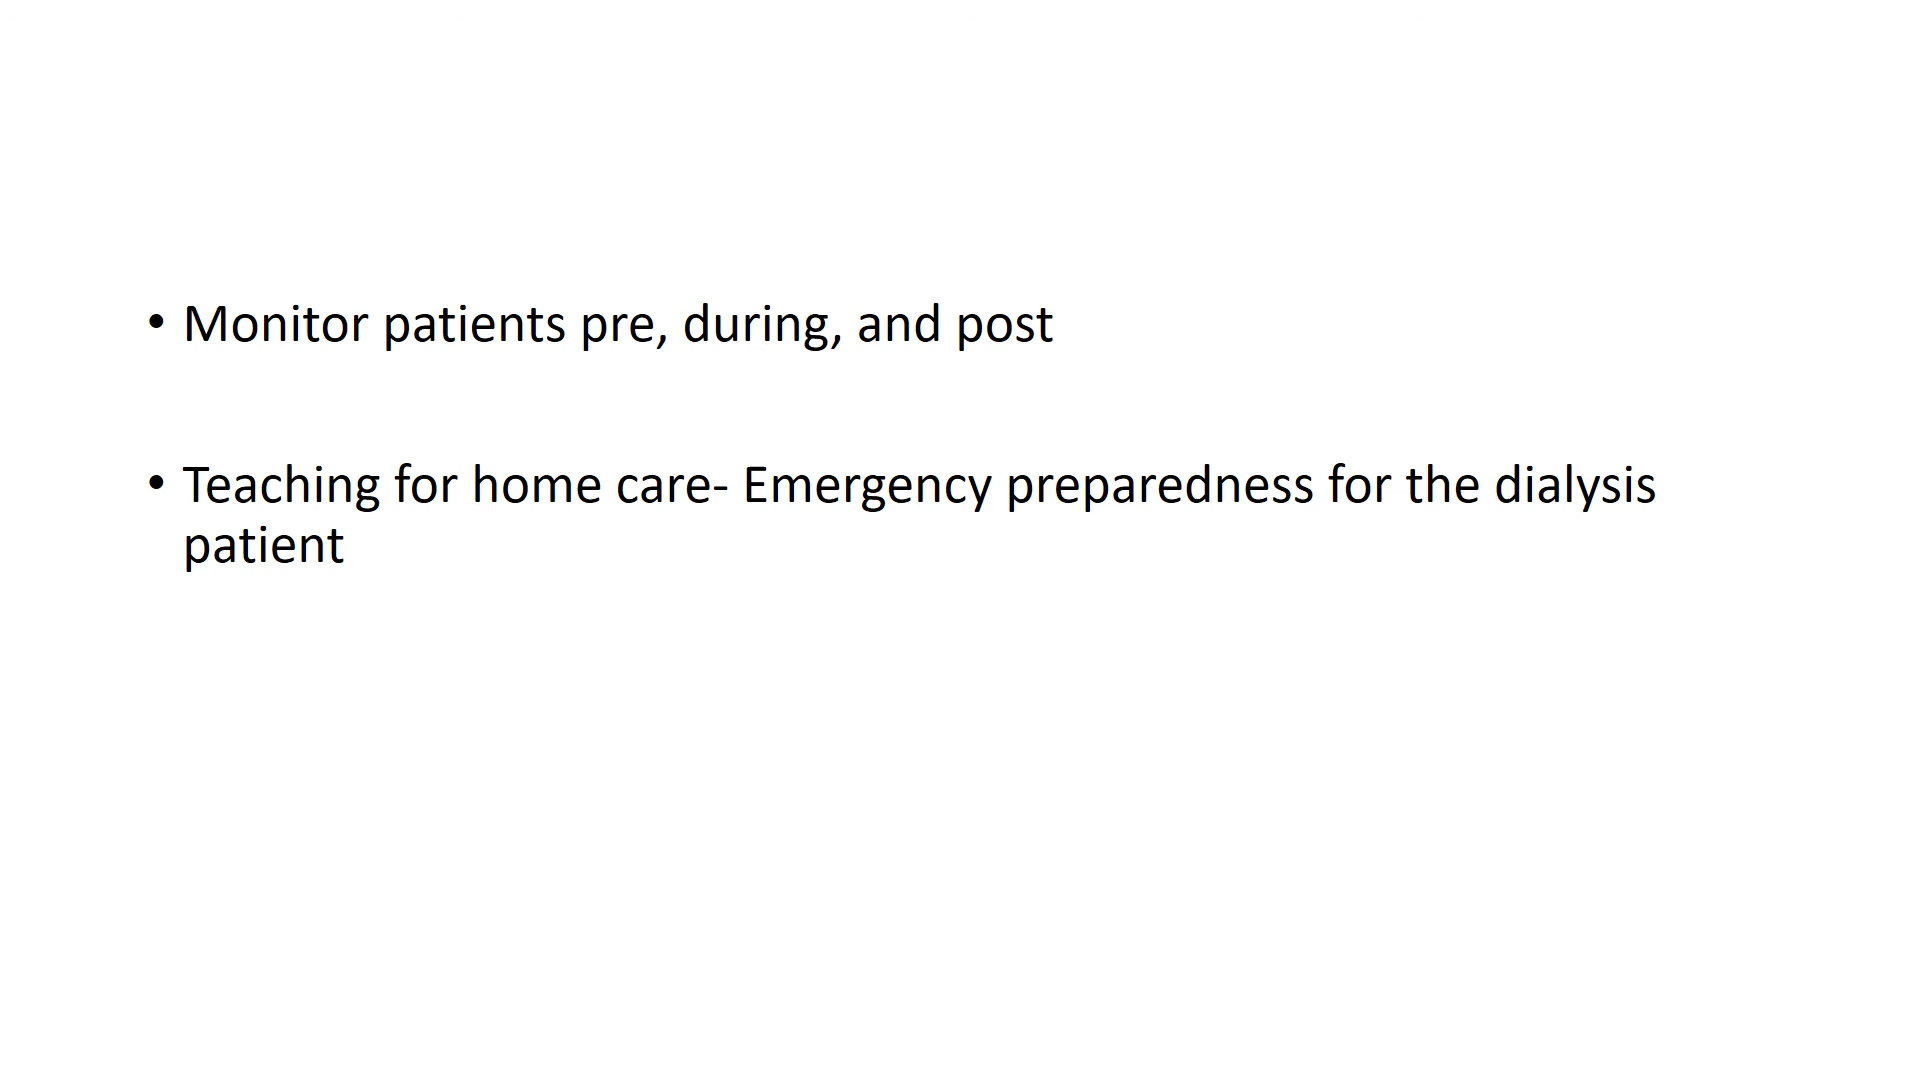 • Monitor patients pre, during, and post
• Teaching for home care- Emergency preparedness for the dialysis
patient